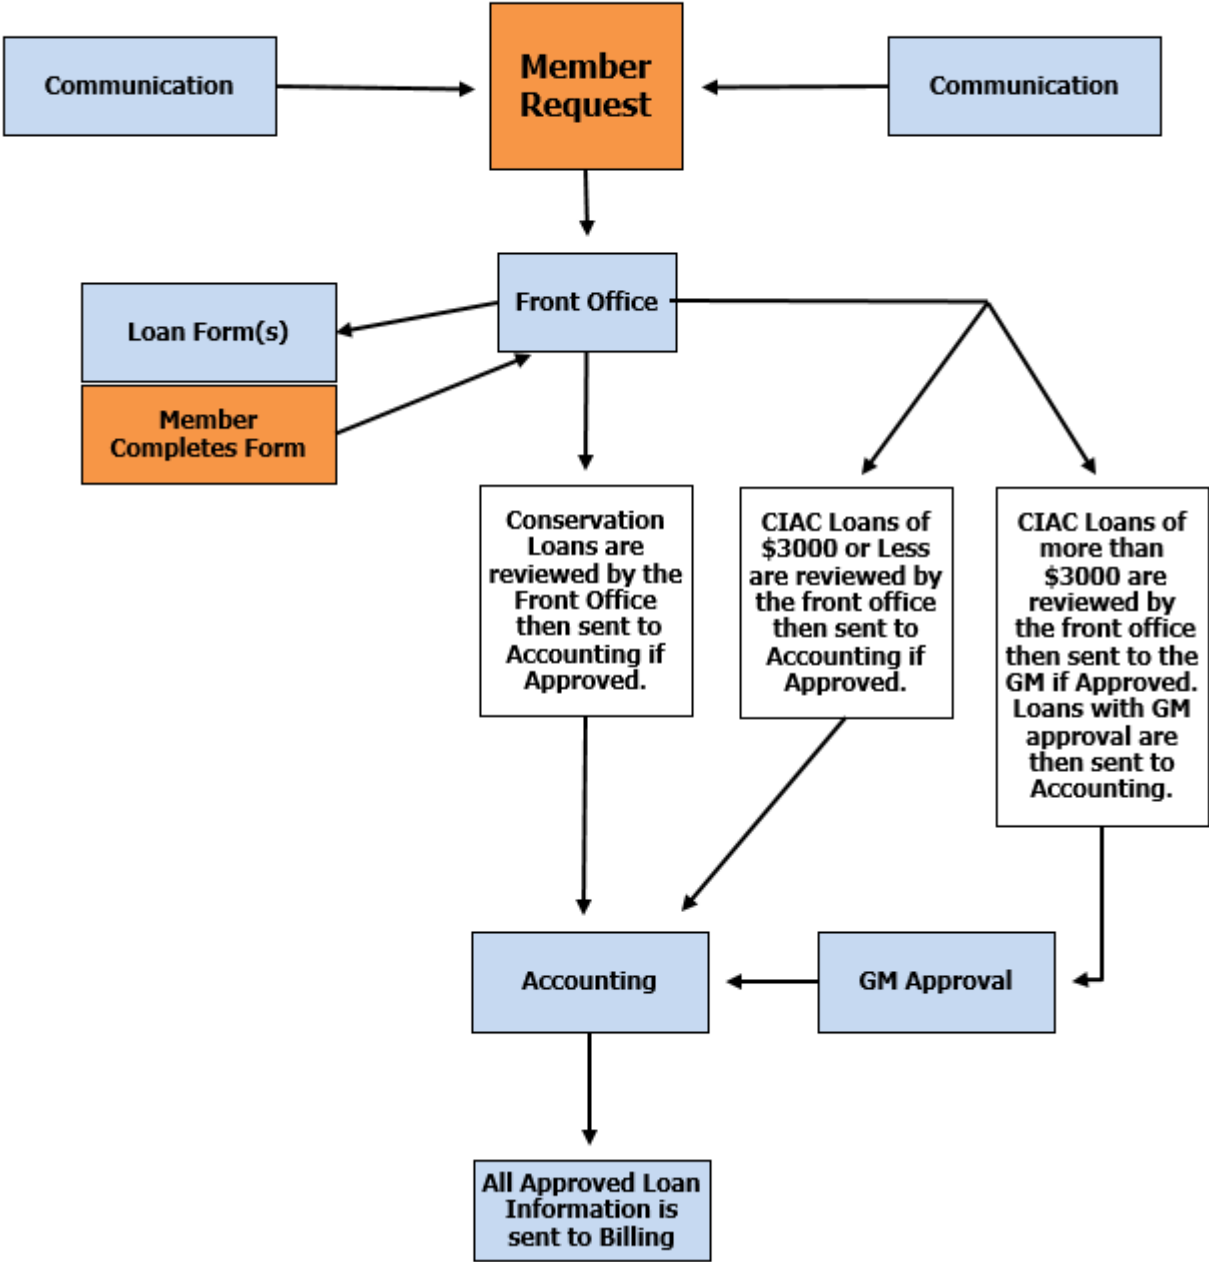 Communication
Member
Request
Communication
Front Office
Loan Form(s)
Member
Completes Form
Conservation
Loans are
reviewed by the
Front Office
then sent to
Accounting if
Approved.
CIAC Loans of
$3000 or Less
are reviewed by
the front office
then sent to
Accounting if
Approved.
CIAC Loans of
more than
$3000 are
reviewed by
the front office
then sent to the
GM if Approved.
Loans with GM
approval are
then sent to
Accounting.
Accounting
GM Approval
All Approved Loan
Information is
sent to Billing